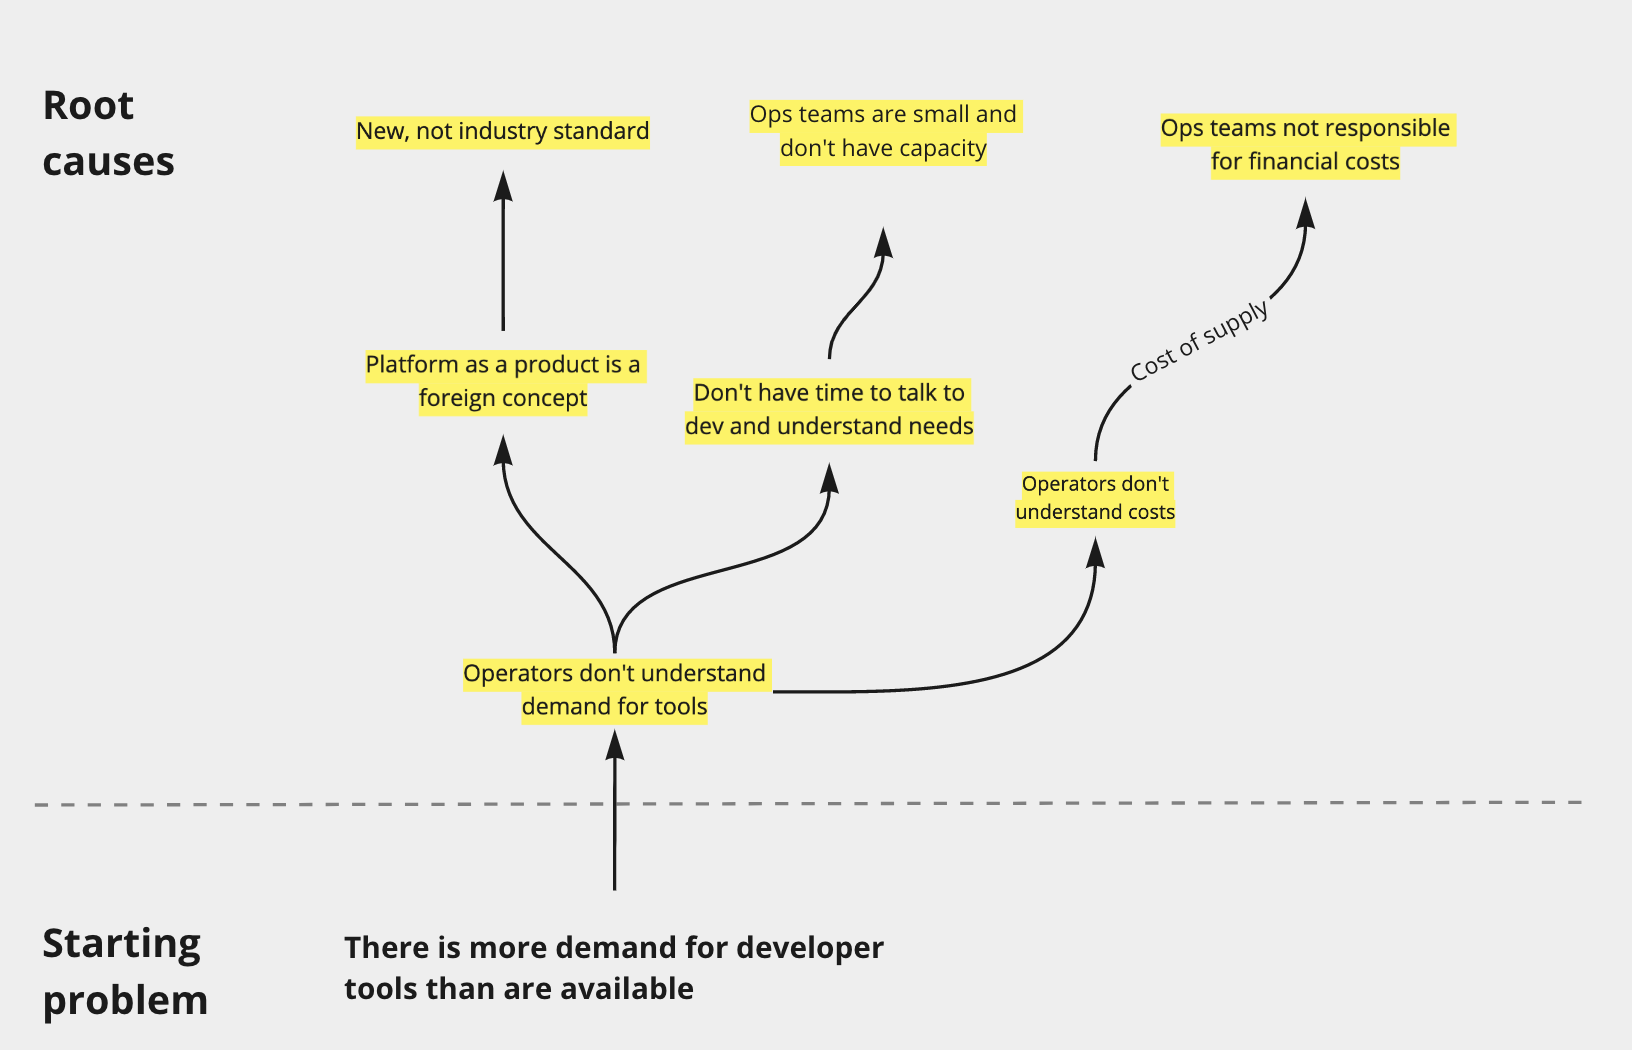 Root
causes
New, not industry standard
Ops teams are small and
don't have capacity
Ops teams not responsible
for financial costs
Cost of supply
Platform as a product is a
foreign concept
Don't have time to talk to
dev and understand needs
Operators don't
understand costs
Operators don't understand
demand for tools
Starting
problem
There is more demand for developer
tools than are available